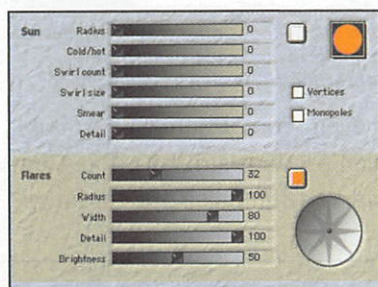 Sun
Radius 0
Cold/hot 0
Swirl count 0
Swirl size 0
Smear 0
Detail 0
Vortices
Monopoles
Flares
Count 32
Radius 100
Width 80
Detail 100
Brightness 50